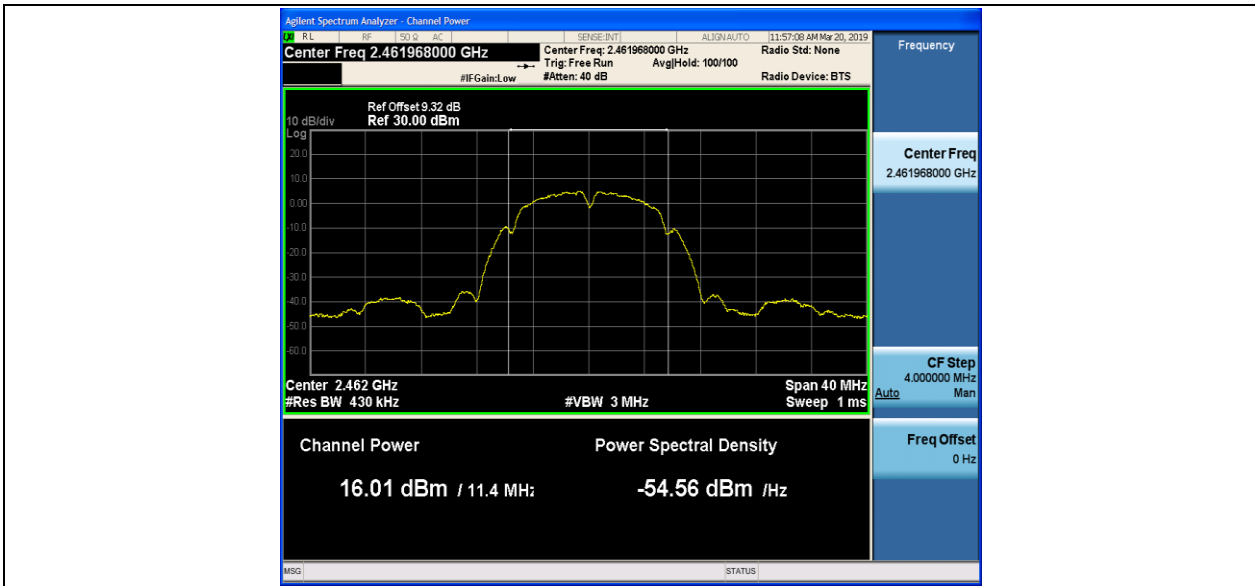 Agilent Spectrum Analyzer - Channel Power
R L RF 50 Ω AC SENSE:INT ALIGN AUTO 11:57:08 AM Mar 20, 2019
Center Freq 2.461968000 GHz
Center Freq: 2.461968000 GHz Radio Std: None
Trig: Free Run Avg|Hold: 100/100
#IFGain:Low #Atten: 40 dB Radio Device: BTS
Ref Offset 9.32 dB
10 dB/div Ref 30.00 dBm
Log
20.0
10.0
0.00
-10.0
-20.0
-30.0
-40.0
-50.0
-60.0
Center 2.462 GHz Span 40 MHz
#Res BW 430 kHz #VBW 3 MHz Sweep 1 ms
Channel Power Power Spectral Density
16.01 dBm / 11.4 MHz -54.56 dBm /Hz
MSG STATUS
Frequency
Center Freq
2.461968000 GHz
CF Step
4.000000 MHz
Auto Man
Freq Offset
0 Hz